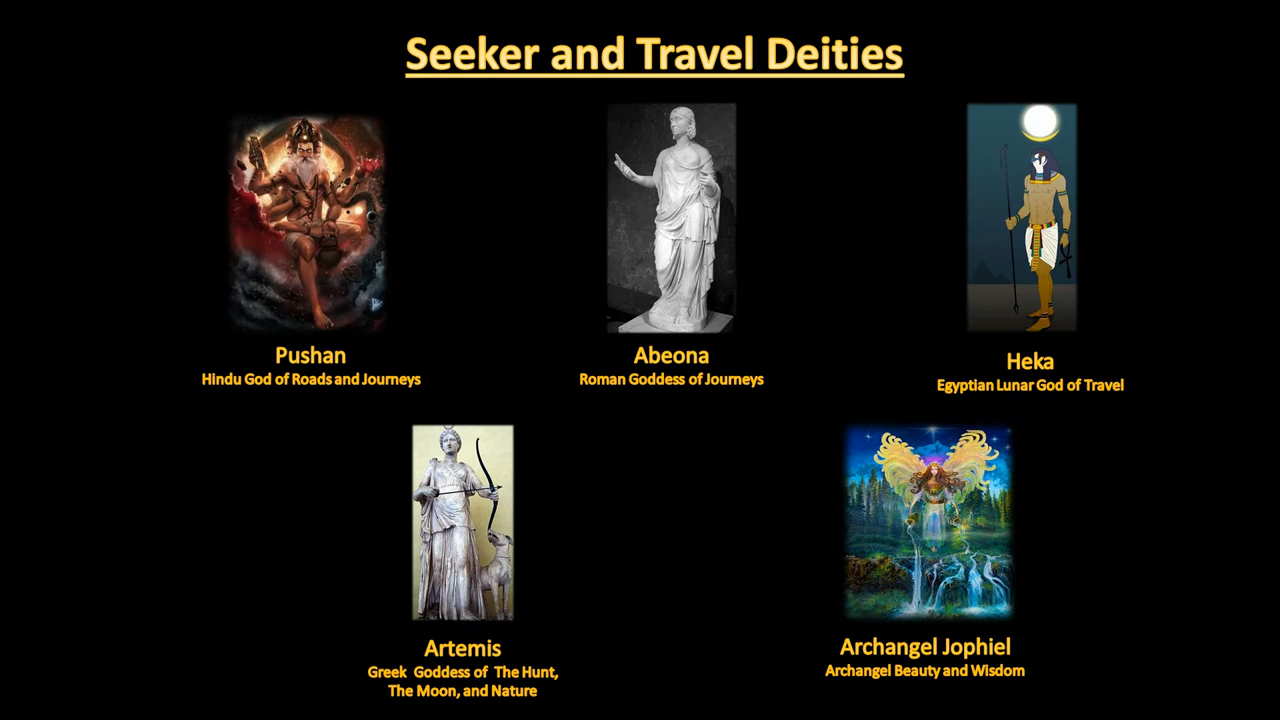 Seeker and Travel Deities
Pushan
Hindu God of Roads and Journeys
Abeona
Roman Goddess of Journeys
Heka
Egyptian Lunar God of Travel
Artemis
Greek Goddess of The Hunt,
The Moon, and Nature
Archangel Jophiel
Archangel Beauty and Wisdom